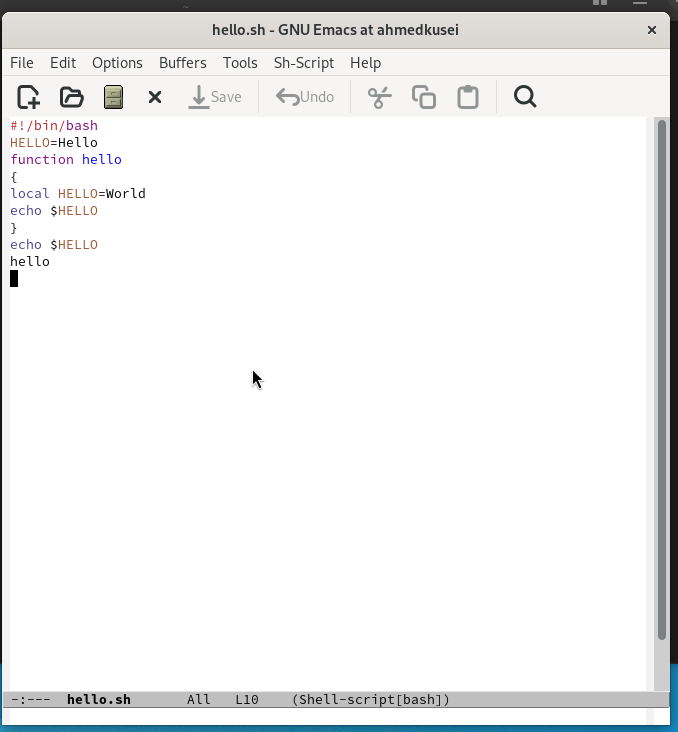 hello.sh - GNU Emacs at ahmedkusei
File Edit Options Buffers Tools Sh-Script Help
Save Undo
#!/bin/bash
HELLO=Hello
function hello
{
local HELLO=World
echo $HELLO
}
echo $HELLO
hello
-:--- hello.sh All L10 (Shell-script[bash])